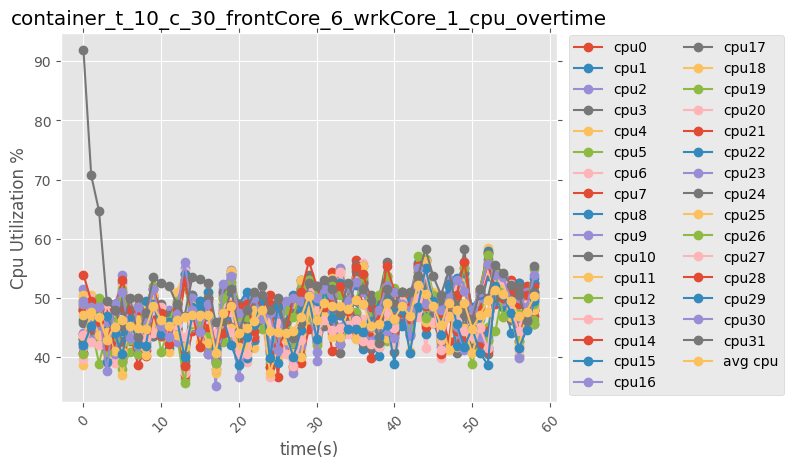 container_t_10_c_30_frontCore_6_wrkCore_1_cpu_overtime
Cpu Utilization %
90
80
70
60
50
40
0
10
20
30
40
50
60
time(s)
cpu0
cpu1
cpu2
cpu3
cpu4
cpu5
cpu6
cpu7
cpu8
cpu9
cpu10
cpu11
cpu12
cpu13
cpu14
cpu15
cpu16
cpu17
cpu18
cpu19
cpu20
cpu21
cpu22
cpu23
cpu24
cpu25
cpu26
cpu27
cpu28
cpu29
cpu30
cpu31
avg cpu